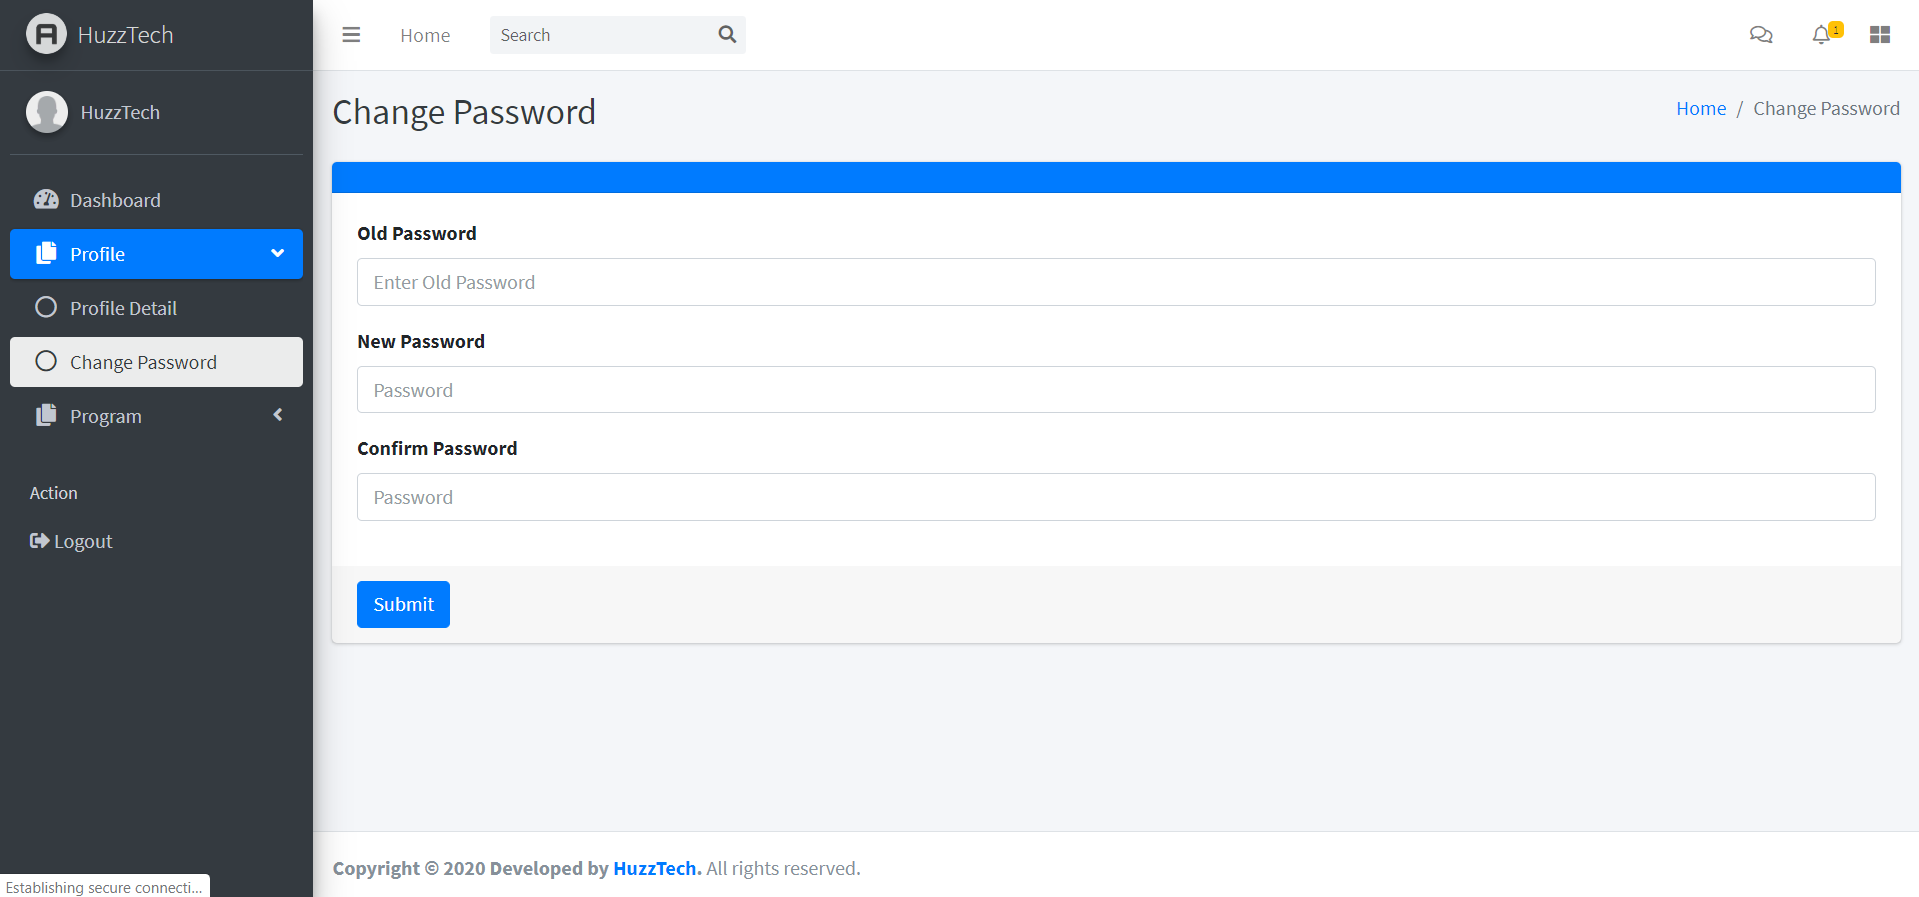 HuzzTech
HuzzTech
Dashboard
Profile
Profile Detail
Change Password
Program
Action
Logout
Home
Search
1
Change Password
Home / Change Password
Old Password
Enter Old Password
New Password
Password
Confirm Password
Password
Submit
Copyright © 2020 Developed by HuzzTech. All rights reserved.
Establishing secure connecti...